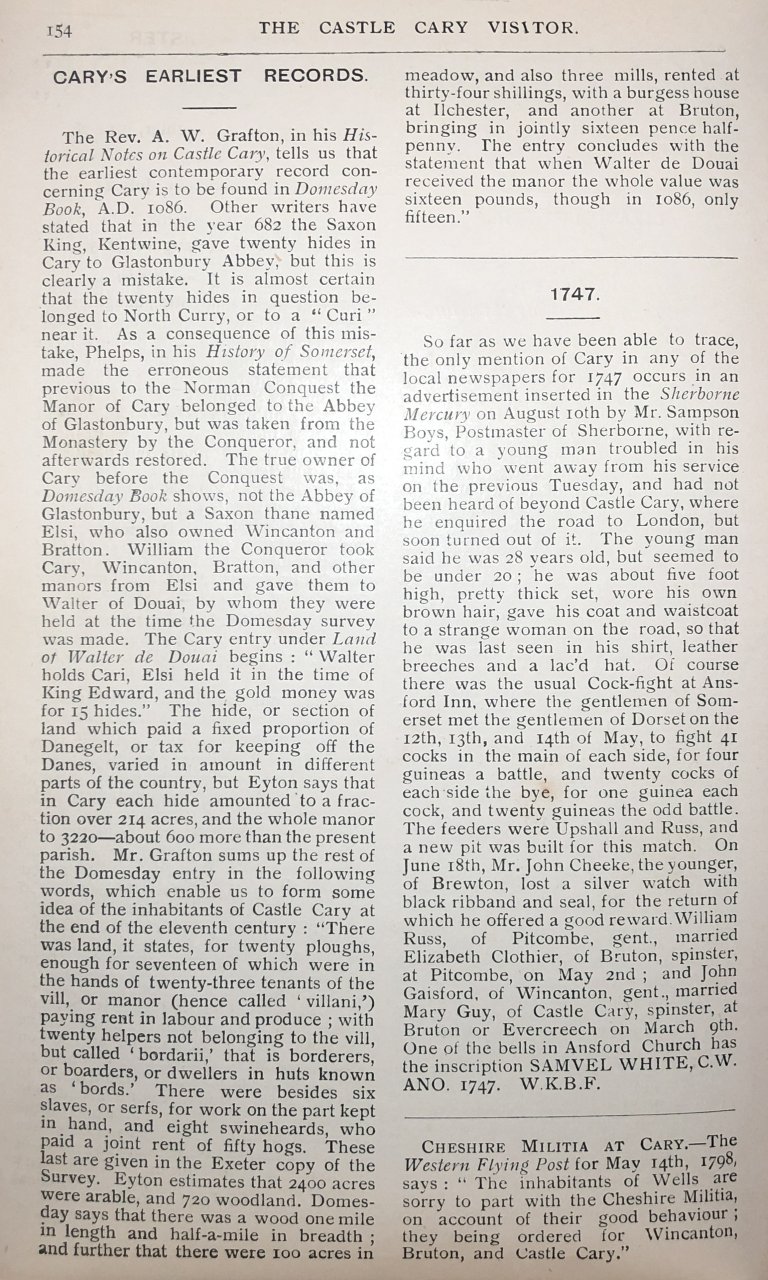 154
THE CASTLE CARY VISITOR.
CARY'S EARLIEST RECORDS.
The Rev. A. W. Grafton, in his His-
torical Notes on Castle Cary, tells us that
the earliest contemporary record con-
cerning Cary is to be found in Domesday
Book, A.D. 1086. Other writers have
stated that in the year 682 the Saxon
King, Kentwine, gave twenty hides in
Cary to Glastonbury Abbey, but this is
clearly a mistake. It is almost certain
that the twenty hides in question be-
longed to North Curry, or to a “ Curi ”
near it. As a consequence of this mis-
take, Phelps, in his History of Somerset,
made the erroneous statement that
previous to the Norman Conquest the
Manor of Cary belonged to the Abbey
of Glastonbury, but was taken from the
Monastery by the Conqueror, and not
afterwards restored. The true owner of
Cary before the Conquest was, as
Domesday Book shows, not the Abbey of
Glastonbury, but a Saxon thane named
Elsi, who also owned Wincanton and
Bratton. William the Conqueror took
Cary, Wincanton, Bratton, and other
manors from Elsi and gave them to
Walter of Douai, by whom they were
held at the time the Domesday survey
was made. The Cary entry under Land
of Walter de Douai begins : “ Walter
holds Cari, Elsi held it in the time of
King Edward, and the gold money was
for 15 hides.” The hide, or section of
land which paid a fixed proportion of
Danegelt, or tax for keeping off the
Danes, varied in amount in different
parts of the country, but Eyton says that
in Cary each hide amounted to a frac-
tion over 214 acres, and the whole manor
to 3220—about 600 more than the present
parish. Mr. Grafton sums up the rest of
the Domesday entry in the following
words, which enable us to form some
idea of the inhabitants of Castle Cary at
the end of the eleventh century : “There
was land, it states, for twenty ploughs,
enough for seventeen of which were in
the hands of twenty-three tenants of the
vill, or manor (hence called ‘ villani,’)
paying rent in labour and produce ; with
twenty helpers not belonging to the vill,
but called ‘ bordarii,’ that is borderers,
or boarders, or dwellers in huts known
as ‘bords.’ There were besides six
slaves, or serfs, for work on the part kept
in hand, and eight swineherds, who
paid a joint rent of fifty hogs. These
last are given in the Exeter copy of the
Survey. Eyton estimates that 2400 acres
were arable, and 720 woodland. Domes-
day says that there was a wood one mile
in length and half-a-mile in breadth ;
and further that there were 100 acres in
meadow, and also three mills, rented at
thirty-four shillings, with a burgess house
at Ilchester, and another at Bruton,
bringing in jointly sixteen pence half-
penny. The entry concludes with the
statement that when Walter de Douai
received the manor the whole value was
sixteen pounds, though in 1086, only
fifteen.”
1747.
So far as we have been able to trace,
the only mention of Cary in any of the
local newspapers for 1747 occurs in an
advertisement inserted in the Sherborne
Mercury on August 10th by Mr. Sampson
Boys, Postmaster of Sherborne, with re-
gard to a young man troubled in his
mind who went away from his service
on the previous Tuesday, and had not
been heard of beyond Castle Cary, where
he enquired the road to London, but
soon turned out of it. The young man
said he was 28 years old, but seemed to
be under 20 ; he was about five foot
high, pretty thick set, wore his own
brown hair, gave his coat and waistcoat
to a strange woman on the road, so that
he was last seen in his shirt, leather
breeches and a lac'd hat. Of course
there was the usual Cock-fight at Ans-
ford Inn, where the gentlemen of Som-
erset met the gentlemen of Dorset on the
12th, 13th, and 14th of May, to fight 41
cocks in the main of each side, for four
guineas a battle, and twenty cocks of
each side the bye, for one guinea each
cock, and twenty guineas the odd battle.
The feeders were Upshall and Russ, and
a new pit was built for this match. On
June 18th, Mr. John Cheeke, the younger,
of Brewton, lost a silver watch with
black ribband and seal, for the return of
which he offered a good reward. William
Russ, of Pitcombe, gent., married
Elizabeth Clothier, of Bruton, spinster,
at Pitcombe, on May 2nd ; and John
Gaisford, of Wincanton, gent., married
Mary Guy, of Castle Cary, spinster, at
Bruton or Evercreech on March 9th.
One of the bells in Ansford Church has
the inscription SAMVEL WHITE, C.W.
ANO. 1747. W.K.B.F.
CHESHIRE MILITIA AT CARY.—The
Western Flying Post for May 14th, 1798,
says : “ The inhabitants of Wells are
sorry to part with the Cheshire Militia,
on account of their good behaviour ;
they being ordered for Wincanton,
Bruton, and Castle Cary.”